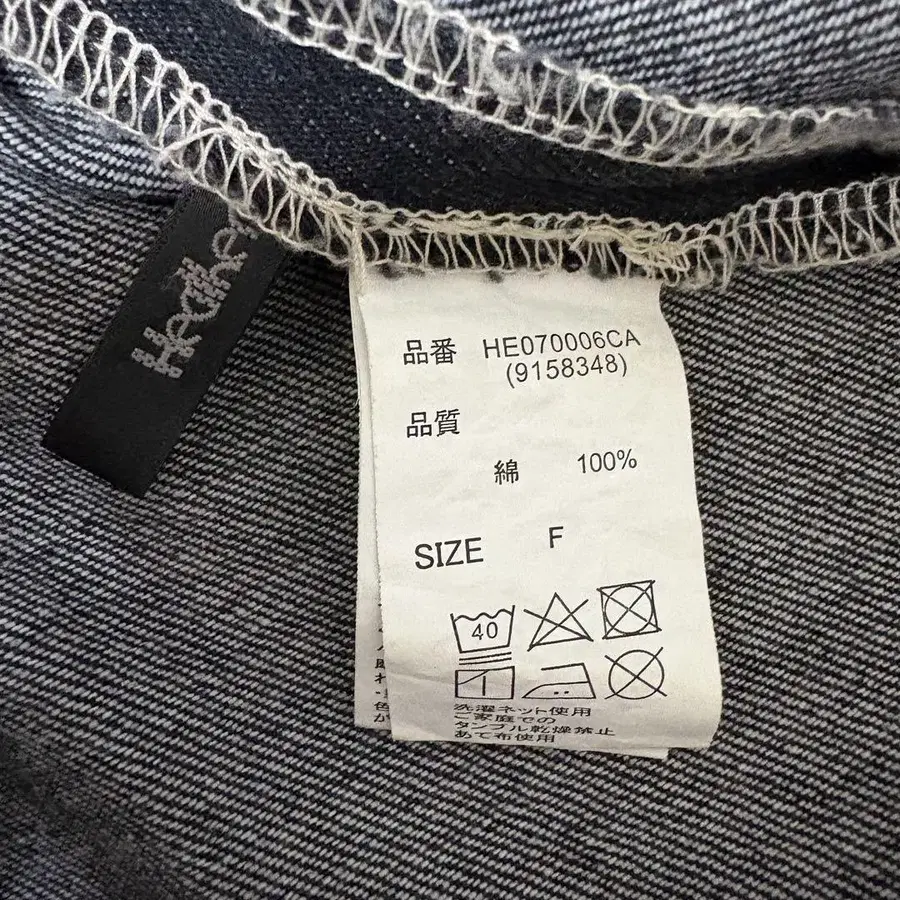 品番 HE070006CA
(9158348)
品質
綿 100%
SIZE F
40
洗濯ネット使用
ご家庭での
タンブル乾燥禁止
あて布使用